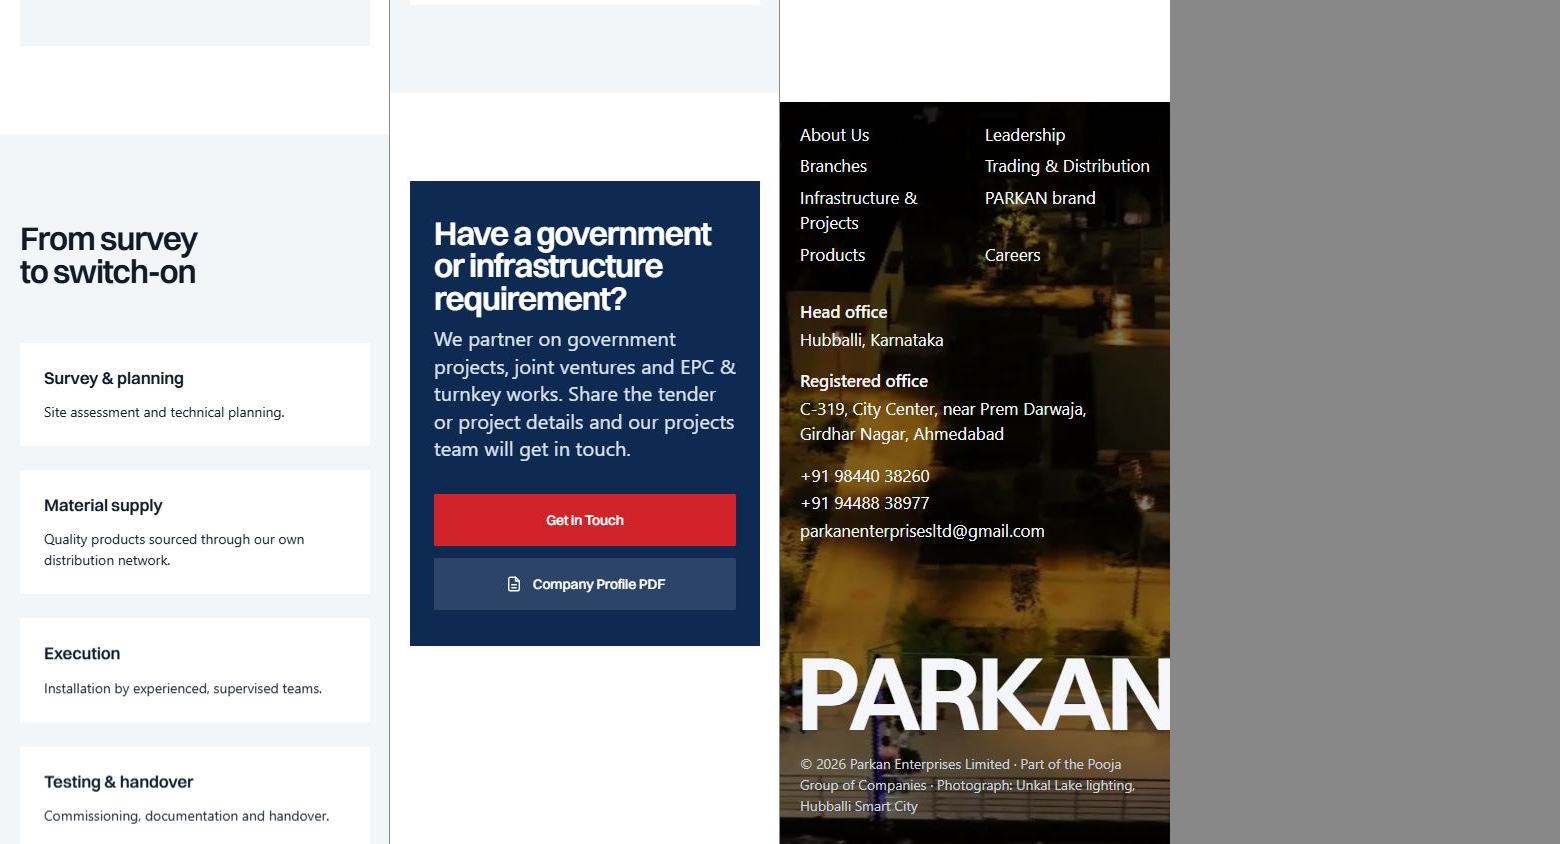 From survey
to switch-on
Survey & planning
Site assessment and technical planning.
Material supply
Quality products sourced through our own
distribution network.
Execution
Installation by experienced, supervised teams.
Testing & handover
Commissioning, documentation and handover.
Have a government
or infrastructure
requirement?
We partner on government
projects, joint ventures and EPC &
turnkey works. Share the tender
or project details and our projects
team will get in touch.
Get in Touch
Company Profile PDF
About Us
Leadership
Branches
Trading & Distribution
Infrastructure &
Projects
PARKAN brand
Products
Careers
Head office
Hubballi, Karnataka
Registered office
C-319, City Center, near Prem Darwaja,
Girdhar Nagar, Ahmedabad
+91 98440 38260
+91 94488 38977
parkanenterprisesltd@gmail.com
PARKAN
© 2026 Parkan Enterprises Limited · Part of the Pooja
Group of Companies · Photograph: Unkal Lake lighting,
Hubballi Smart City